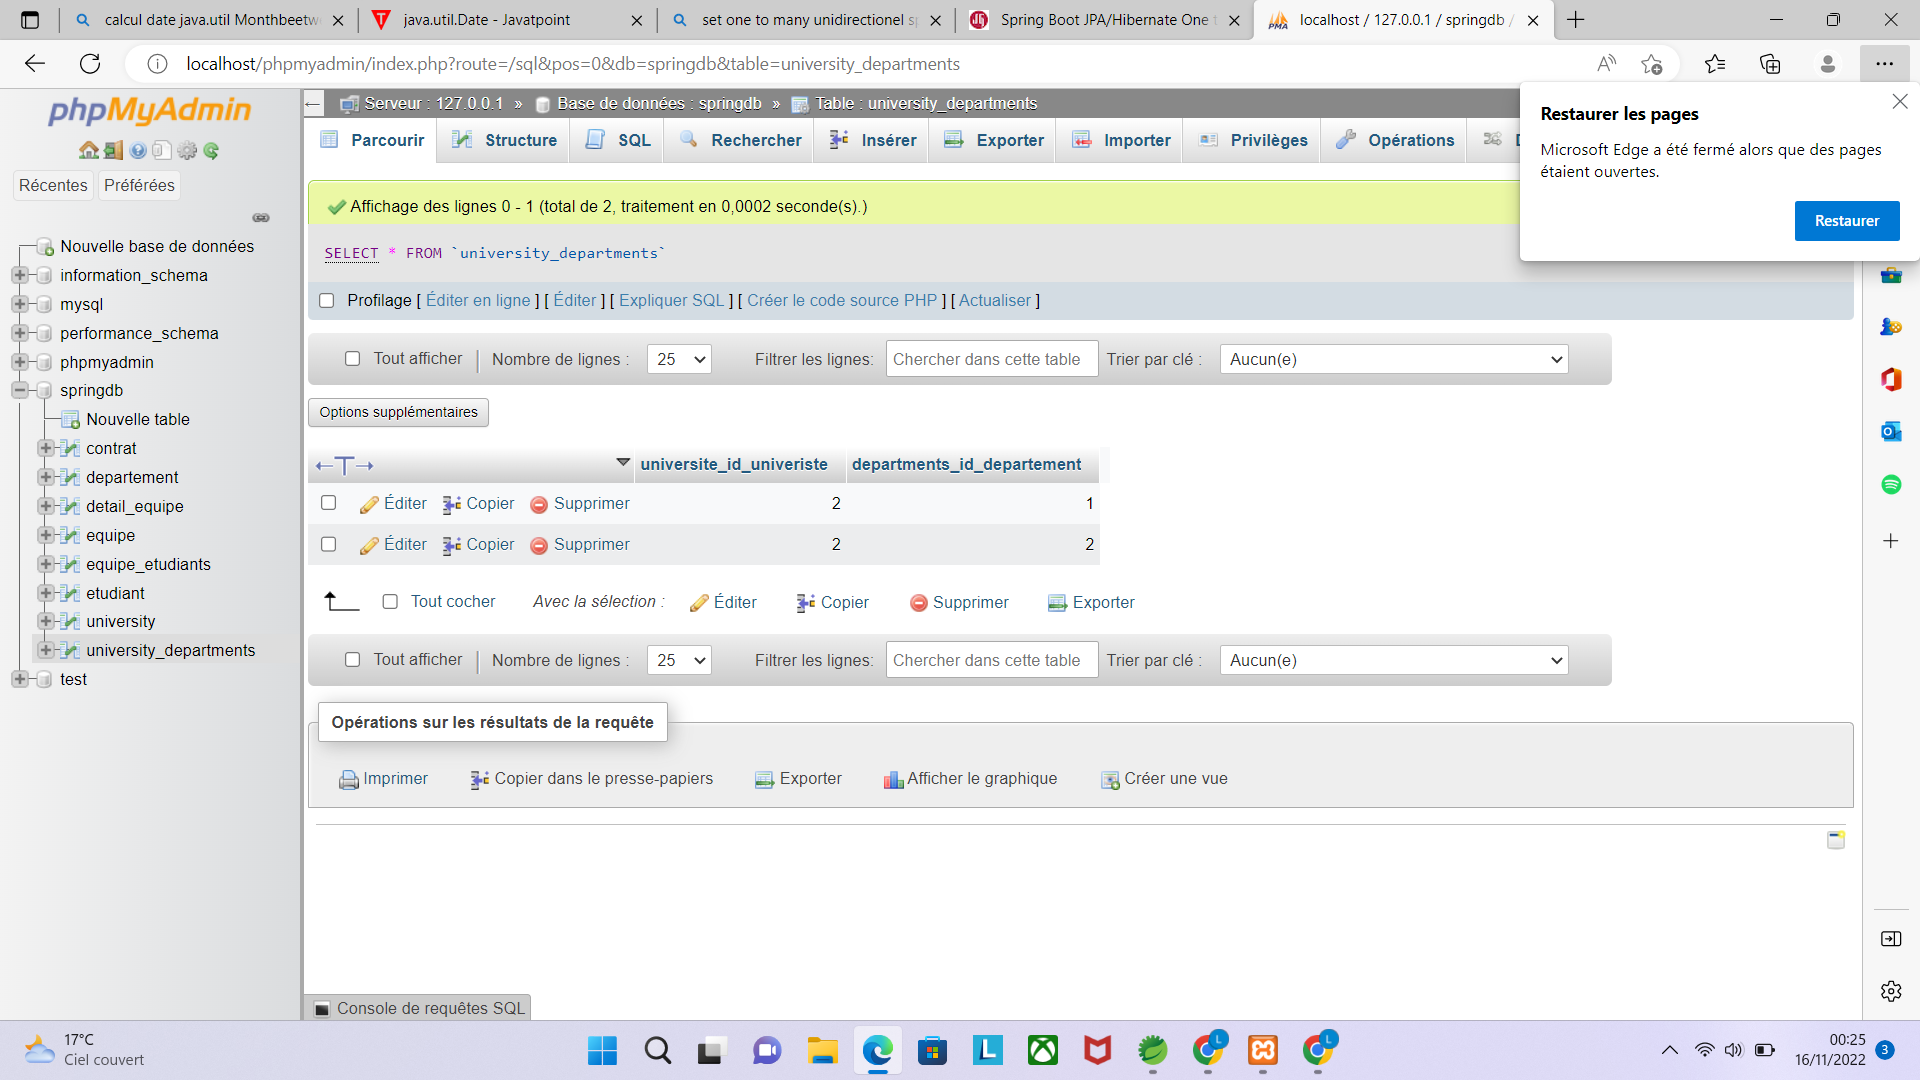 calcul date java.util Monthbeetw
java.util.Date - Javatpoint
set one to many unidirectionel s
Spring Boot JPA/Hibernate One t
localhost / 127.0.0.1 / springdb /
localhost/phpmyadmin/index.php?route=/sql&pos=0&db=springdb&table=university_departments
phpMyAdmin
Récentes
Préférées
Nouvelle base de données
information_schema
mysql
performance_schema
phpmyadmin
springdb
Nouvelle table
contrat
departement
detail_equipe
equipe
equipe_etudiants
etudiant
university
university_departments
test
Serveur : 127.0.0.1 » Base de données : springdb » Table : university_departments
Parcourir Structure SQL Rechercher Insérer Exporter Importer Privilèges Opérations
Restaurer les pages
Microsoft Edge a été fermé alors que des pages
étaient ouvertes.
Restaurer
Affichage des lignes 0 - 1 (total de 2, traitement en 0,0002 seconde(s).)
SELECT * FROM `university_departments`
Profilage [ Éditer en ligne ] [ Éditer ] [ Expliquer SQL ] [ Créer le code source PHP ] [ Actualiser ]
Tout afficher | Nombre de lignes : 25 Filtrer les lignes: Chercher dans cette table Trier par clé : Aucun(e)
Options supplémentaires
←T→ universite_id_univeriste departments_id_departement
Éditer Copier Supprimer 2 1
Éditer Copier Supprimer 2 2
Tout cocher Avec la sélection : Éditer Copier Supprimer Exporter
Tout afficher | Nombre de lignes : 25 Filtrer les lignes: Chercher dans cette table Trier par clé : Aucun(e)
Opérations sur les résultats de la requête
Imprimer Copier dans le presse-papiers Exporter Afficher le graphique Créer une vue
Console de requêtes SQL
17°C
Ciel couvert
00:25
16/11/2022
3